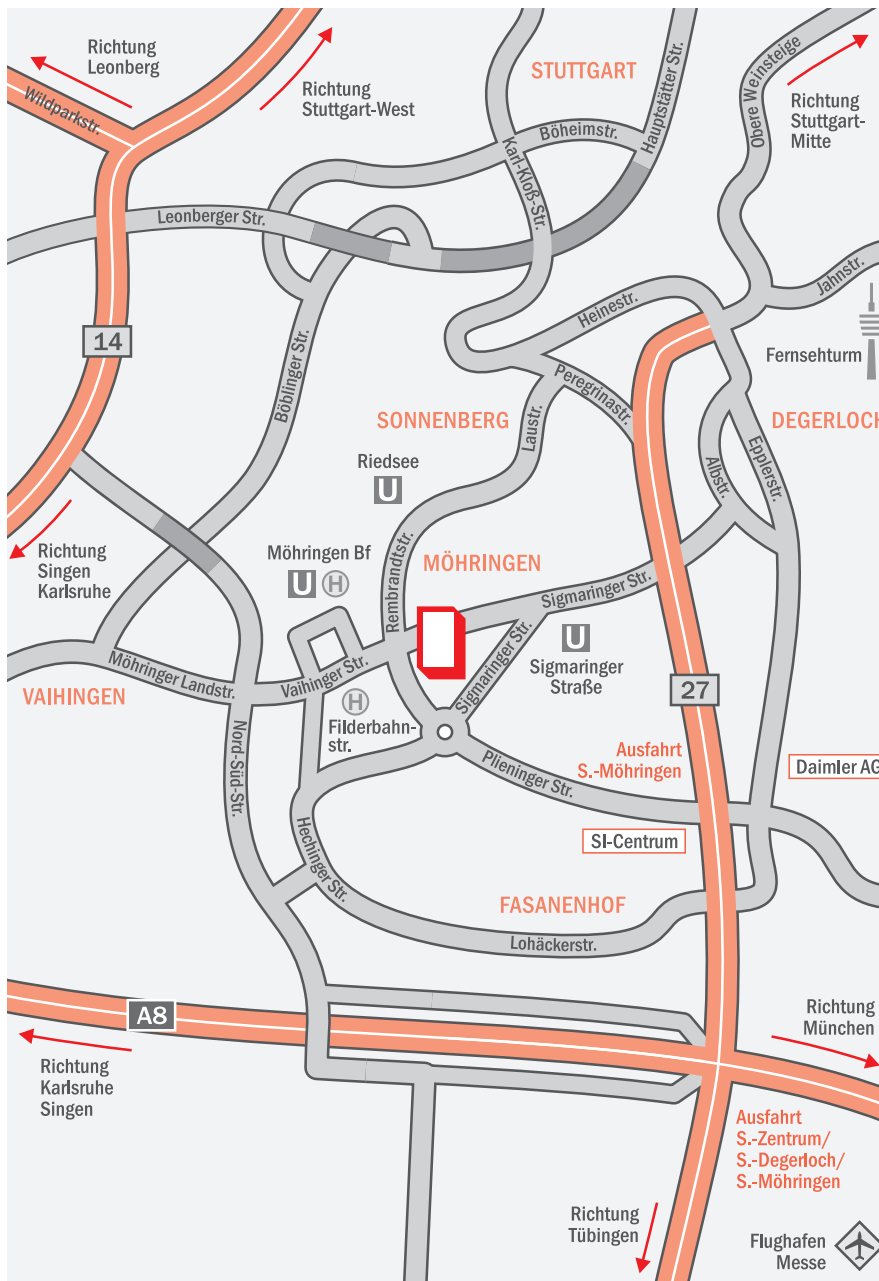 Richtung
Leonberg
Wildparkstr.
Richtung
Stuttgart-West
STUTTGART
Hauptstätter Str.
Böheimstr.
Karl-Kloß-Str.
Obere Weinsteige
Richtung
Stuttgart-
Mitte
Leonberger Str.
Jahnstr.
Heinestr.
Fernsehturm
14
Böblinger Str.
Peregrinastr.
SONNENBERG
Laustr.
DEGERLOCH
Epplerstr.
Albstr.
Riedsee
U
Richtung
Singen
Karlsruhe
Möhringen Bf
U H
Rembrandtstr.
MÖHRINGEN
Sigmaringer Str.
U
Sigmaringer
Straße
Sigmaringer Str.
Möhringer Landstr.
Vaihinger Str.
VAIHINGEN
H
Filderbahn-
str.
27
Nord-Süd-Str.
Ausfahrt
S.-Möhringen
Plieninger Str.
Daimler AG
SI-Centrum
Hechinger Str.
FASANENHOF
Lohäckerstr.
A8
Richtung
München
Richtung
Karlsruhe
Singen
Ausfahrt
S.-Zentrum/
S.-Degerloch/
S.-Möhringen
Richtung
Tübingen
Flughafen
Messe